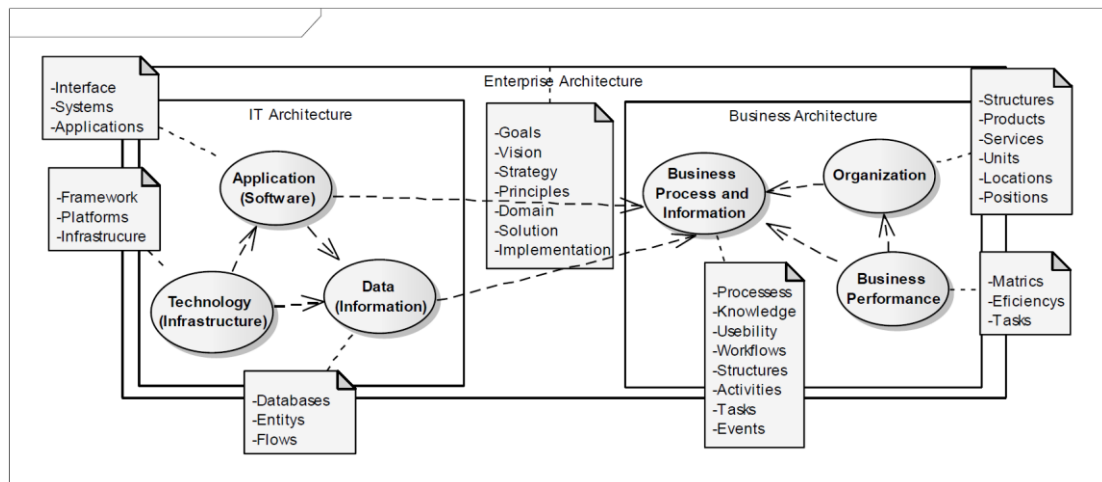 Enterprise Architecture
-Interface
-Systems
-Applications
IT Architecture
-Goals
-Vision
-Strategy
-Principles
-Domain
-Solution
-Implementation
Business Architecture
-Structures
-Products
-Services
-Units
-Locations
-Positions
Application
(Software)
-Framework
-Platforms
-Infrastrucure
Technology
(Infrastructure)
Data
(Information)
-Databases
-Entitys
-Flows
Business
Process and
Information
Organization
Business
Performance
-Matrics
-Eficiencys
-Tasks
-Processess
-Knowledge
-Usebility
-Workflows
-Structures
-Activities
-Tasks
-Events